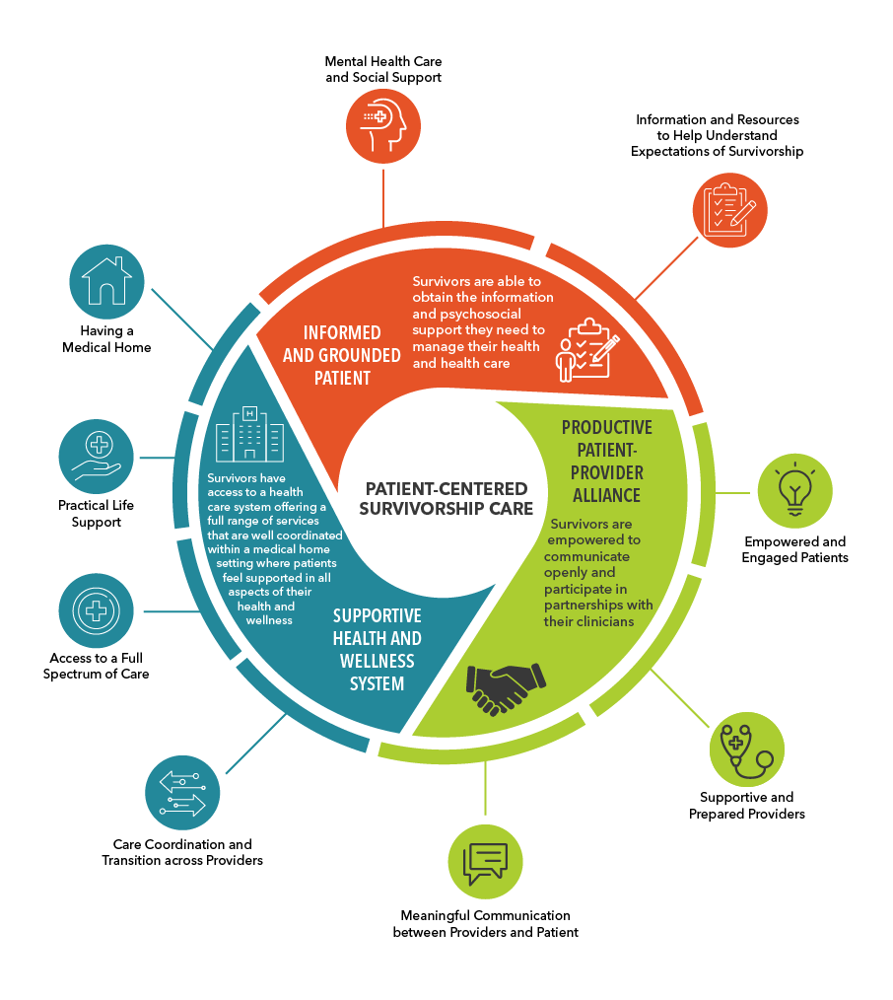 Mental Health Care
and Social Support
Information and Resources
to Help Understand
Expectations of Survivorship
Having a
Medical Home
Practical Life
Support
Access to a Full
Spectrum of Care
Care Coordination and
Transition across Providers
Meaningful Communication
between Providers and Patient
Supportive and
Prepared Providers
Empowered and
Engaged Patients
INFORMED
AND GROUNDED
PATIENT
Survivors are able to
obtain the information
and psychosocial
support they need to
manage their health
and health care
PRODUCTIVE
PATIENT-
PROVIDER
ALLIANCE
Survivors are
empowered to
communicate
openly and
participate in
partnerships with
their clinicians
H
Survivors have
access to a health
care system offering a
full range of services
that are well coordinated
within a medical home
setting where patients
feel supported in all
aspects of their
health and
wellness
SUPPORTIVE
HEALTH AND
WELLNESS
SYSTEM
PATIENT-CENTERED
SURVIVORSHIP CARE